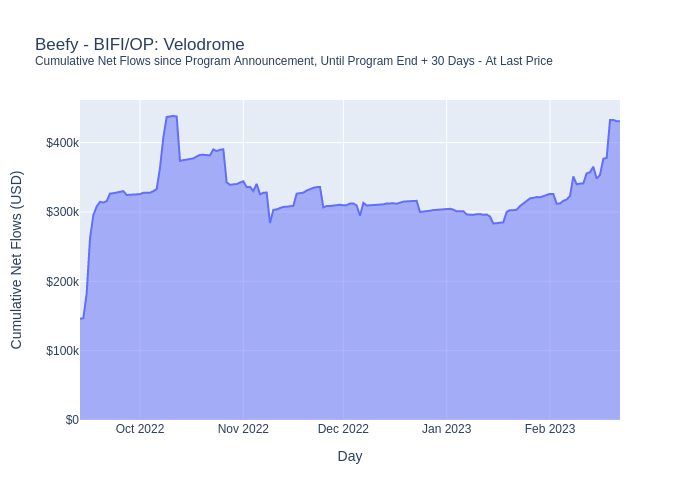 Beefy - BIFI/OP: Velodrome
Cumulative Net Flows since Program Announcement, Until Program End + 30 Days - At Last Price
Cumulative Net Flows (USD)
$400k
$300k
$200k
$100k
$0
Oct 2022
Nov 2022
Dec 2022
Jan 2023
Feb 2023
Day